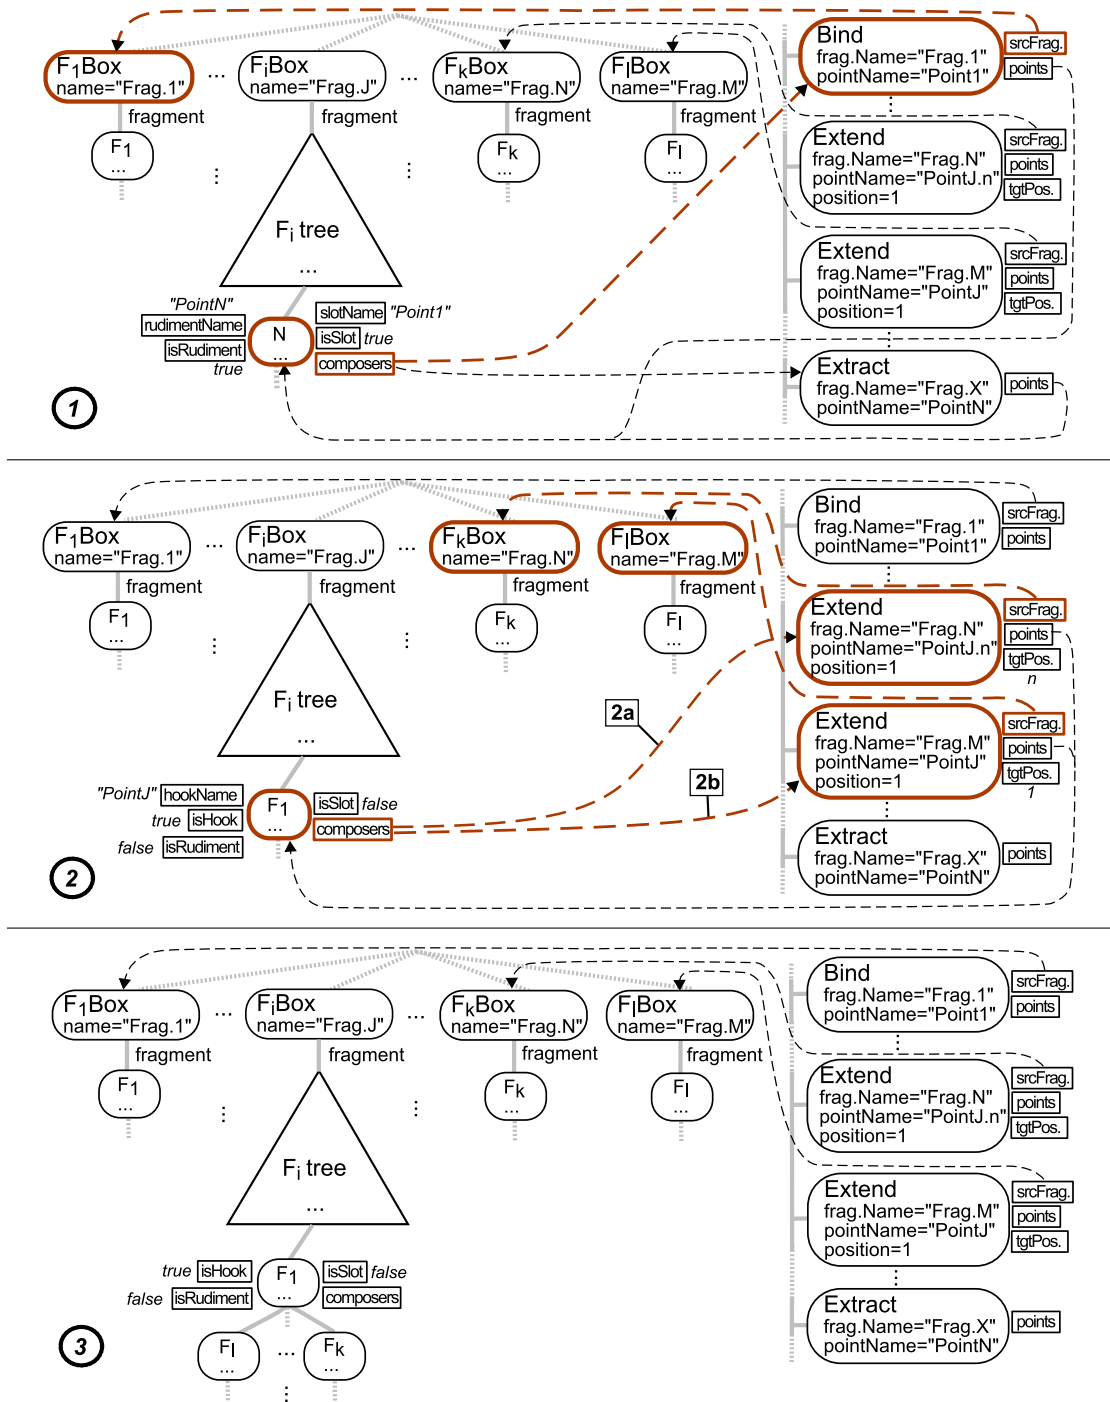 F1Box
name="Frag.1"
...
FiBox
name="Frag.J"
...
FkBox
name="Frag.N"
FlBox
name="Frag.M"
fragment
fragment
fragment
fragment
F1
...
Fk
...
Fl
...
Fi tree
...
"PointN"
rudimentName
isRudiment
true
N
...
slotName
"Point1"
isSlot
true
composers
Bind
frag.Name="Frag.1"
pointName="Point1"
srcFrag.
points
Extend
frag.Name="Frag.N"
pointName="PointJ.n"
position=1
srcFrag.
points
tgtPos.
Extend
frag.Name="Frag.M"
pointName="PointJ"
position=1
srcFrag.
points
tgtPos.
Extract
frag.Name="Frag.X"
pointName="PointN"
points
1
F1Box
name="Frag.1"
...
FiBox
name="Frag.J"
...
FkBox
name="Frag.N"
FlBox
name="Frag.M"
fragment
fragment
fragment
fragment
F1
...
Fk
...
Fl
...
Fi tree
...
"PointJ"
hookName
true
isHook
false
isRudiment
F1
...
isSlot
false
composers
2a
2b
Bind
frag.Name="Frag.1"
pointName="Point1"
srcFrag.
points
Extend
frag.Name="Frag.N"
pointName="PointJ.n"
position=1
srcFrag.
points
tgtPos.
n
Extend
frag.Name="Frag.M"
pointName="PointJ"
position=1
srcFrag.
points
tgtPos.
1
Extract
frag.Name="Frag.X"
pointName="PointN"
points
2
F1Box
name="Frag.1"
...
FiBox
name="Frag.J"
...
FkBox
name="Frag.N"
FlBox
name="Frag.M"
fragment
fragment
fragment
fragment
F1
...
Fk
...
Fl
...
Fi tree
...
true
isHook
false
isRudiment
F1
...
isSlot
false
composers
Fl
...
...
Fk
...
Bind
frag.Name="Frag.1"
pointName="Point1"
srcFrag.
points
Extend
frag.Name="Frag.N"
pointName="PointJ.n"
position=1
srcFrag.
points
tgtPos.
Extend
frag.Name="Frag.M"
pointName="PointJ"
position=1
srcFrag.
points
tgtPos.
Extract
frag.Name="Frag.X"
pointName="PointN"
points
3